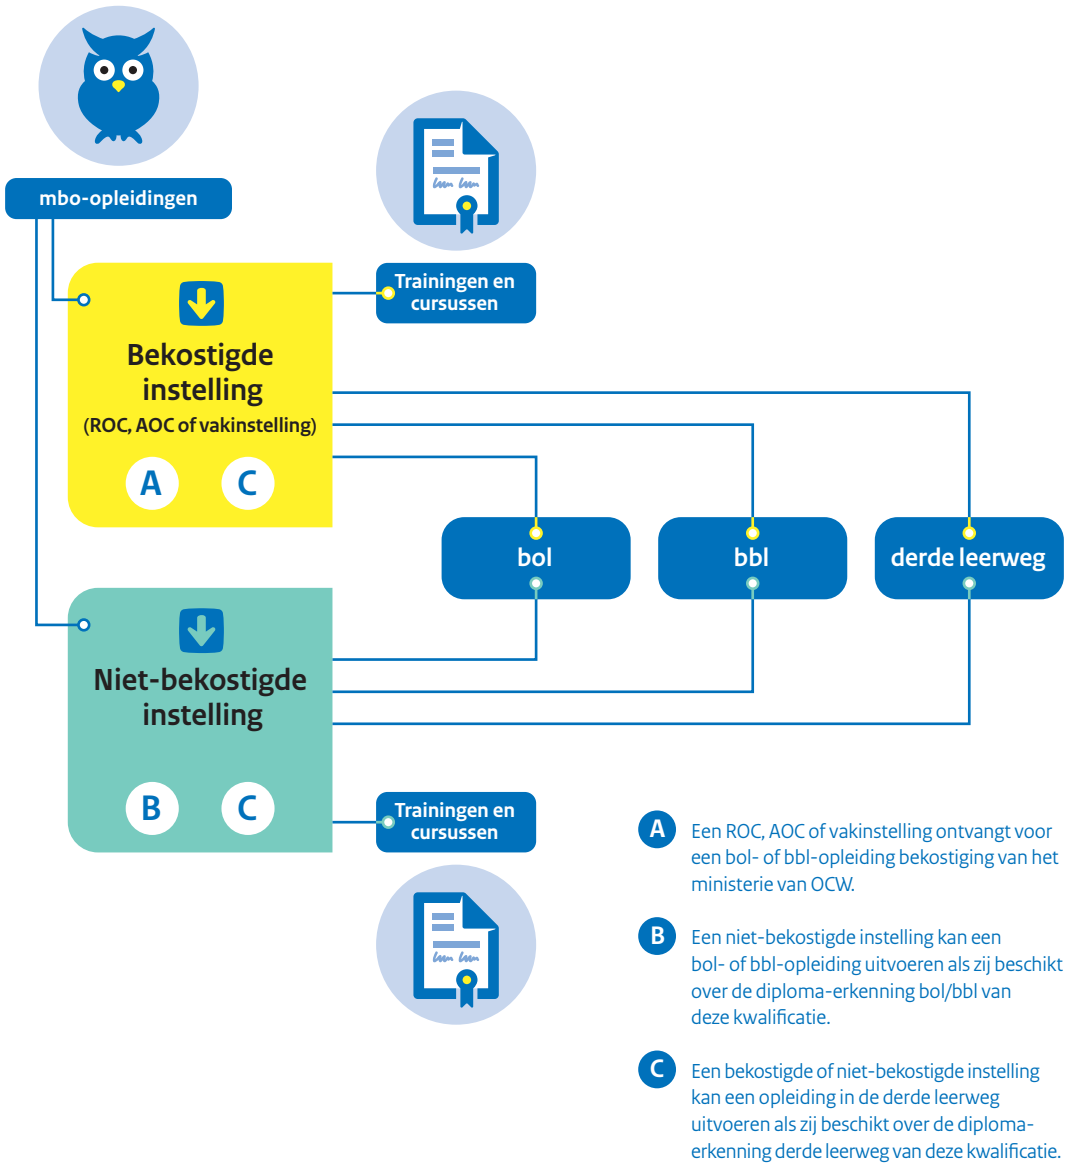 mbo-opleidingen
Trainingen en
cursussen
Bekostigde
instelling
(ROC, AOC of vakinstelling)
A
C
bol
bbl
derde leerweg
Niet-bekostigde
instelling
B
C
Trainingen en
cursussen
A
Een ROC, AOC of vakinstelling ontvangt voor
een bol- of bbl-opleiding bekostiging van het
ministerie van OCW.
B
Een niet-bekostigde instelling kan een
bol- of bbl-opleiding uitvoeren als zij beschikt
over de diploma-erkenning bol/bbl van
deze kwalificatie.
C
Een bekostigde of niet-bekostigde instelling
kan een opleiding in de derde leerweg
uitvoeren als zij beschikt over de diploma-
erkenning derde leerweg van deze kwalificatie.